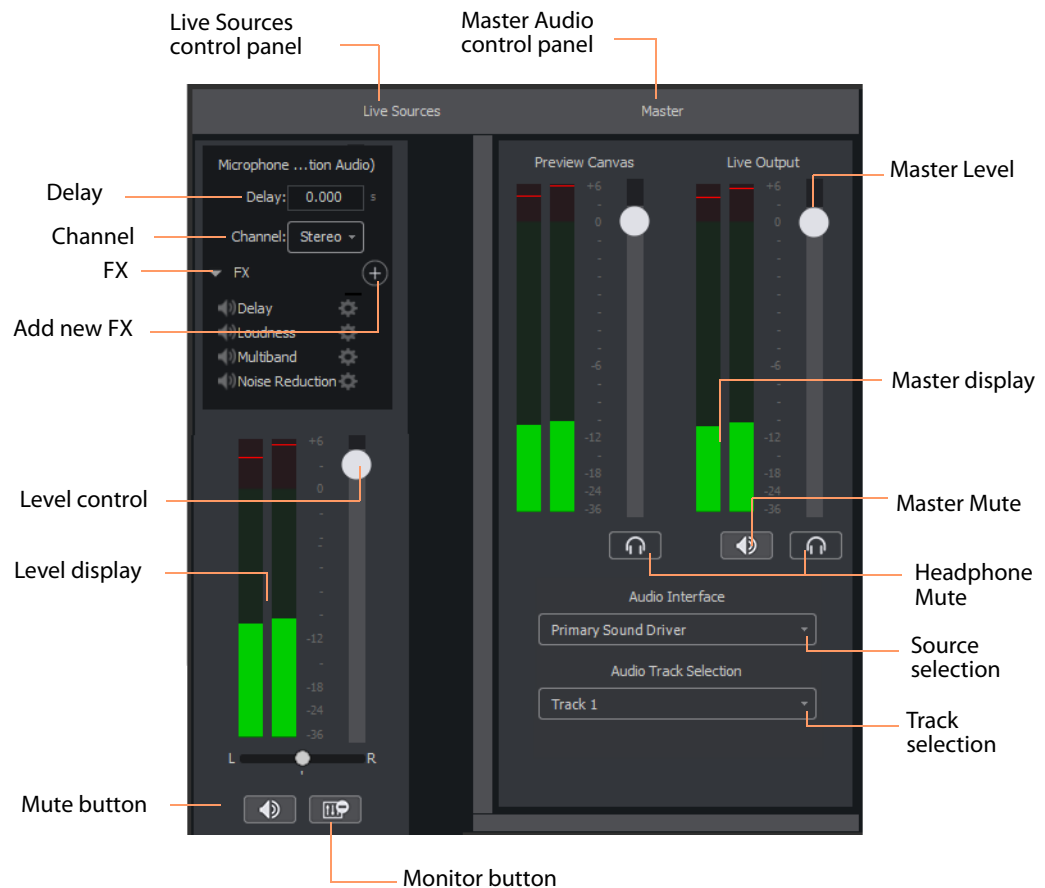 Live Sources
control panel
Master Audio
control panel
Live Sources
Master
Microphone ...tion Audio)
Delay: 0.000 s
Channel: Stereo
FX
Delay
Loudness
Multiband
Noise Reduction
+6
0
-
-
-
-
-12
-
-18
-24
-36
L
R
Preview Canvas
Live Output
+6
-
0
-
-
-
-
-6
-
-
-
-12
-
-18
-24
-36
+6
-
0
-
-
-
-
-6
-
-
-
-12
-
-18
-24
-36
Audio Interface
Primary Sound Driver
Audio Track Selection
Track 1
Delay
Channel
FX
Add new FX
Level control
Level display
Mute button
Monitor button
Master Level
Master display
Master Mute
Headphone
Mute
Source
selection
Track
selection